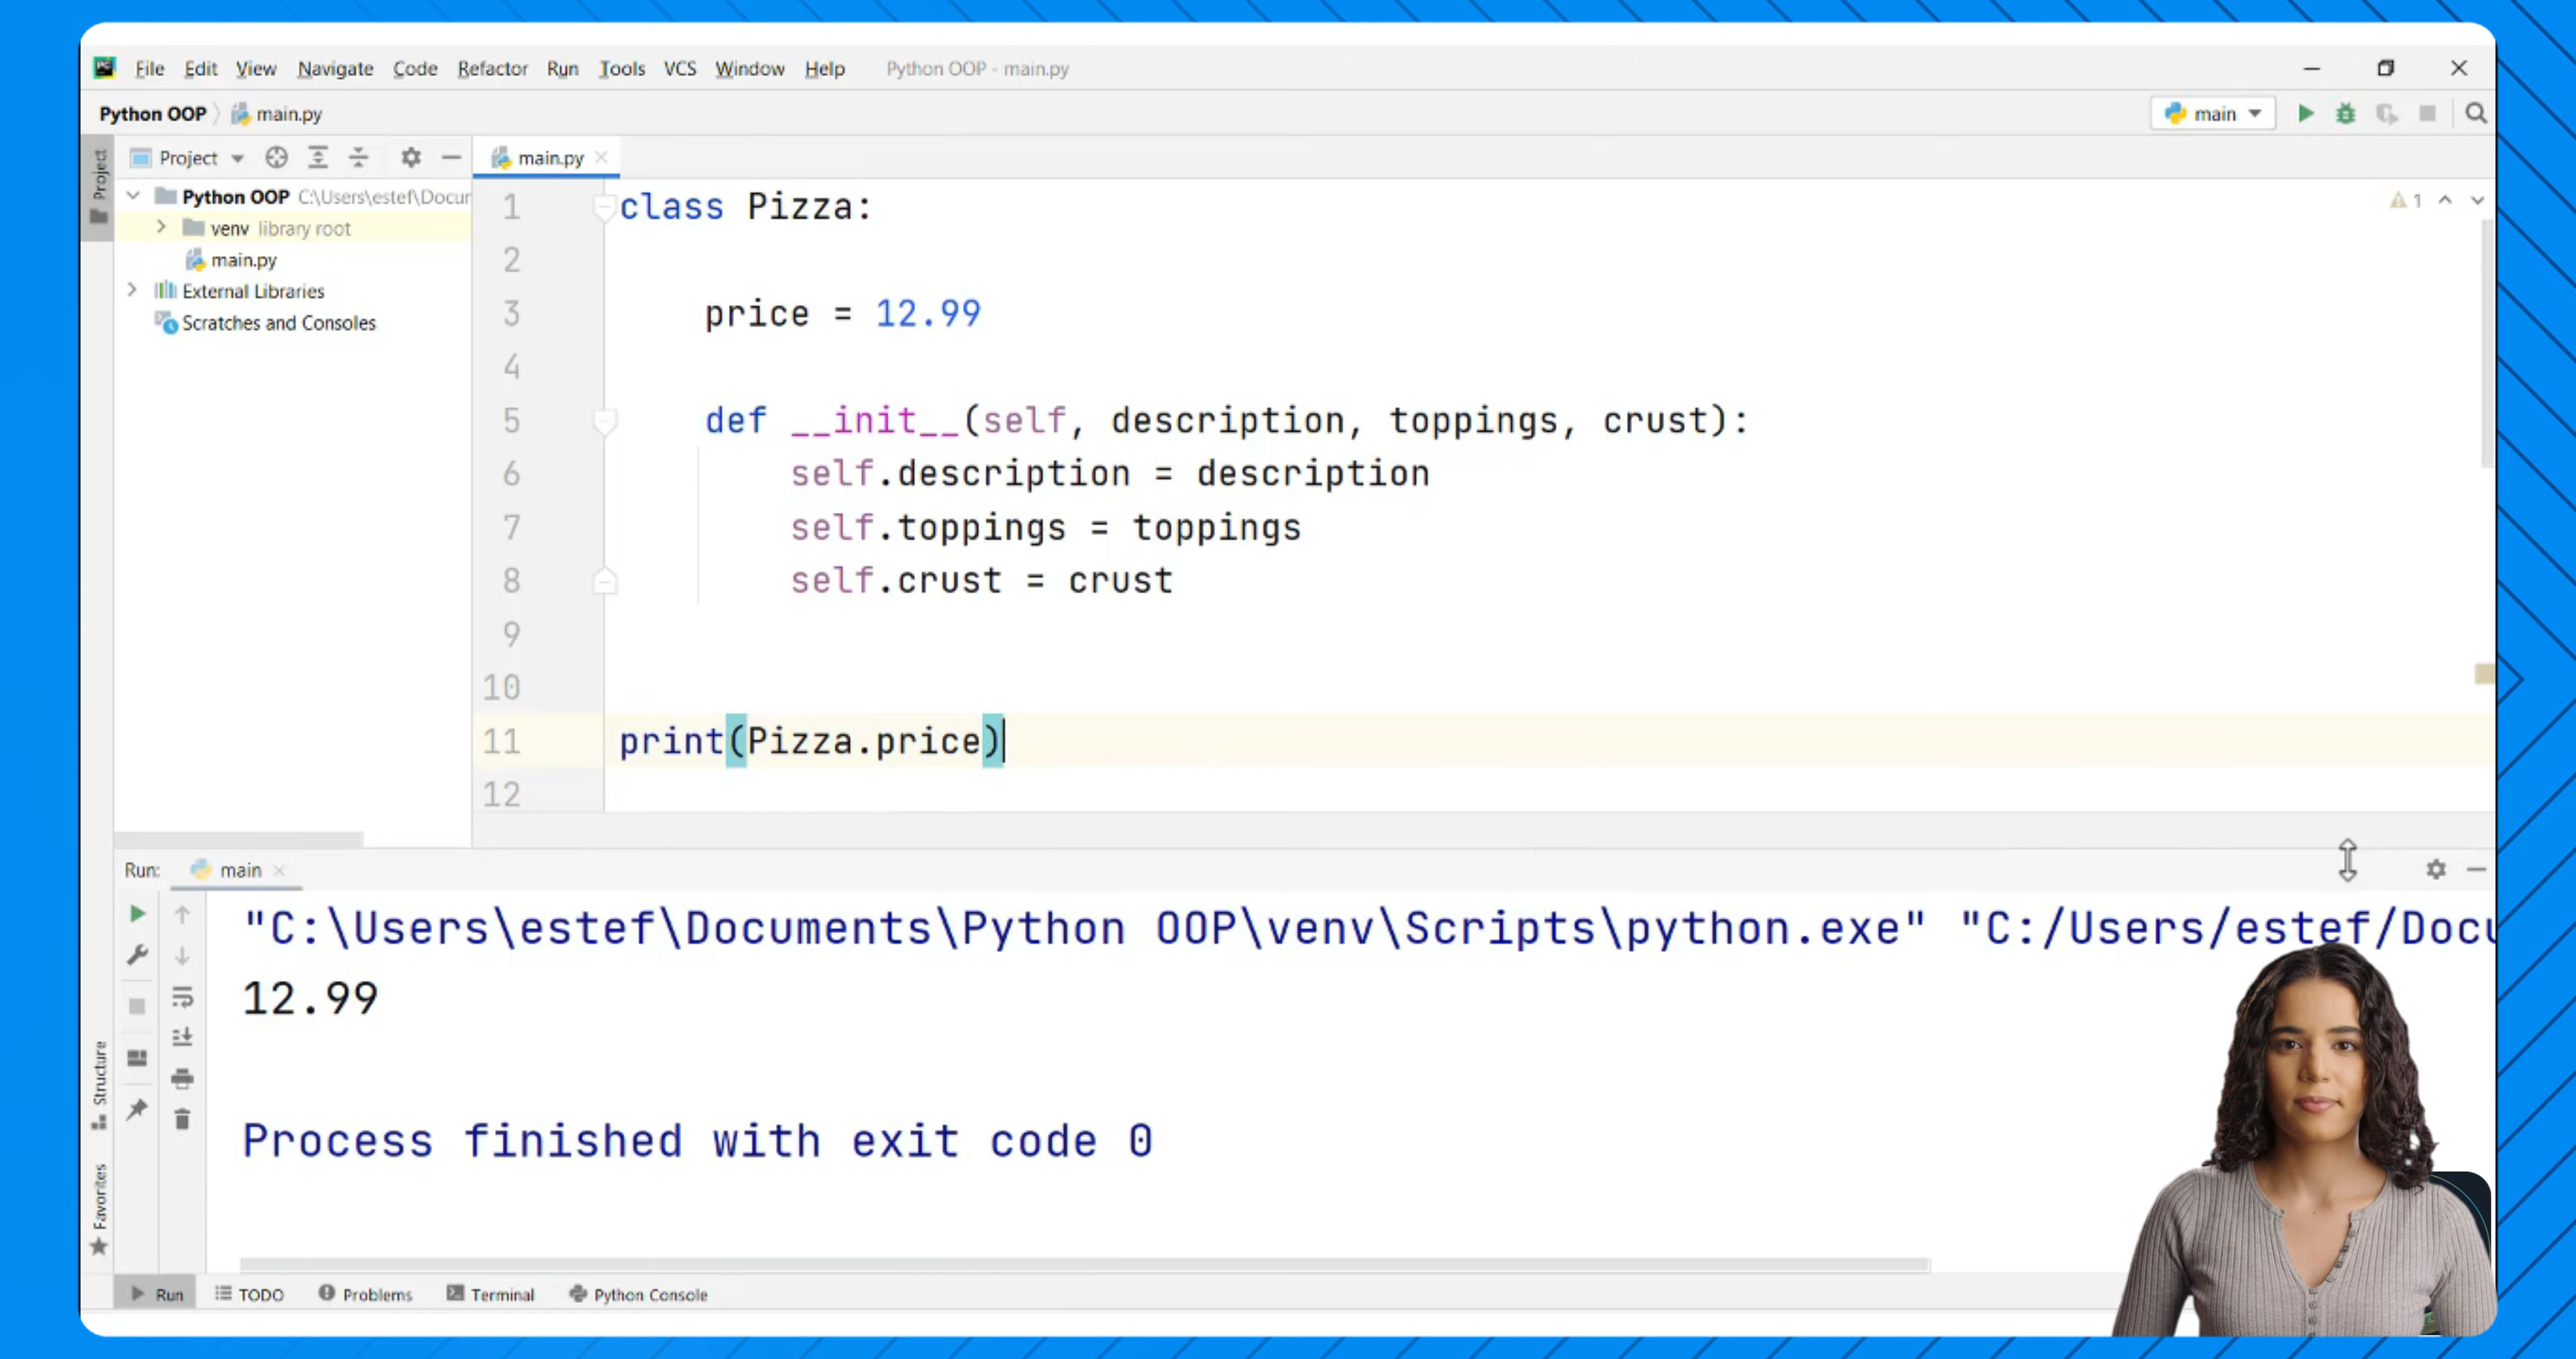 File Edit View Navigate Code Refactor Run Tools VCS Window Help Python OOP - main.py
Python OOP main.py
main
Project
Project
main.py
Python OOP C:\Users\estef\Docu
venv library root
main.py
External Libraries
Scratches and Consoles
1 class Pizza:
2
3 price = 12.99
4
5 def __init__(self, description, toppings, crust):
6 self.description = description
7 self.toppings = toppings
8 self.crust = crust
9
10
11 print(Pizza.price)
12
1
Run: main
"C:\Users\estef\Documents\Python OOP\venv\Scripts\python.exe" "C:/Users/estef/Docu
12.99
Process finished with exit code 0
Structure
Favorites
Run TODO Problems Terminal Python Console